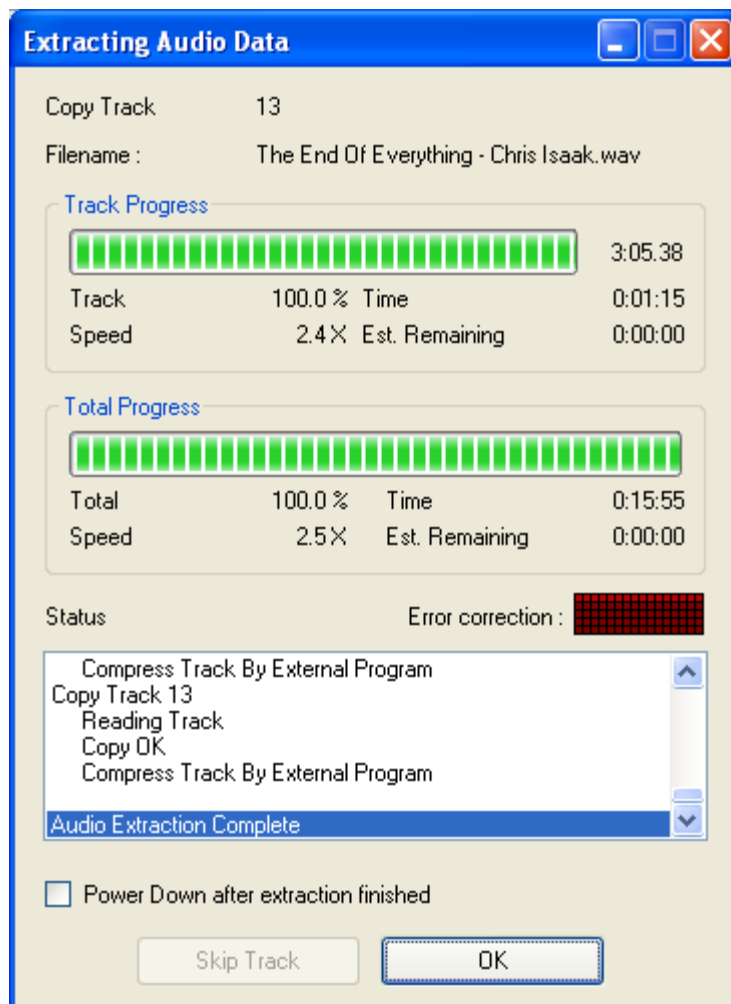 Extracting Audio Data
Copy Track 13
Filename : The End Of Everything - Chris Isaak.wav
Track Progress
3:05.38
Track 100.0 % Time 0:01:15
Speed 2.4 X Est. Remaining 0:00:00
Total Progress
Total 100.0 % Time 0:15:55
Speed 2.5 X Est. Remaining 0:00:00
Status Error correction :
Compress Track By External Program
Copy Track 13
Reading Track
Copy OK
Compress Track By External Program
Audio Extraction Complete
Power Down after extraction finished
Skip Track OK